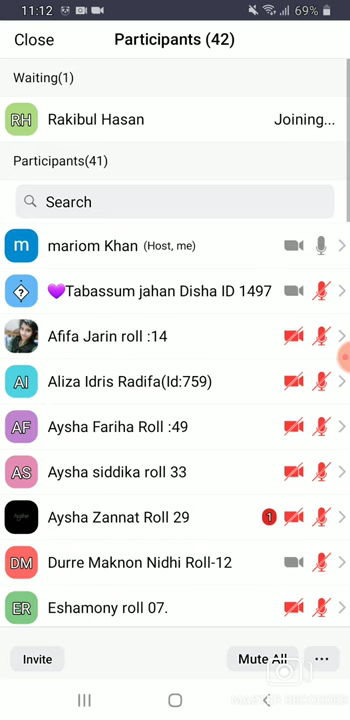 11:12 69%
Close Participants (42)
Waiting(1)
RH Rakibul Hasan Joining...
Participants(41)
Search
m mariom Khan (Host, me)
? 💜Tabassum jahan Disha ID 1497
Afifa Jarin roll :14
AI Aliza Idris Radifa(Id:759)
AF Aysha Fariha Roll :49
AS Aysha siddika roll 33
Aysha Zannat Roll 29 1
DM Durre Maknon Nidhi Roll-12
ER Eshamony roll 07.
Invite Mute All ...
MASTER RECORDER